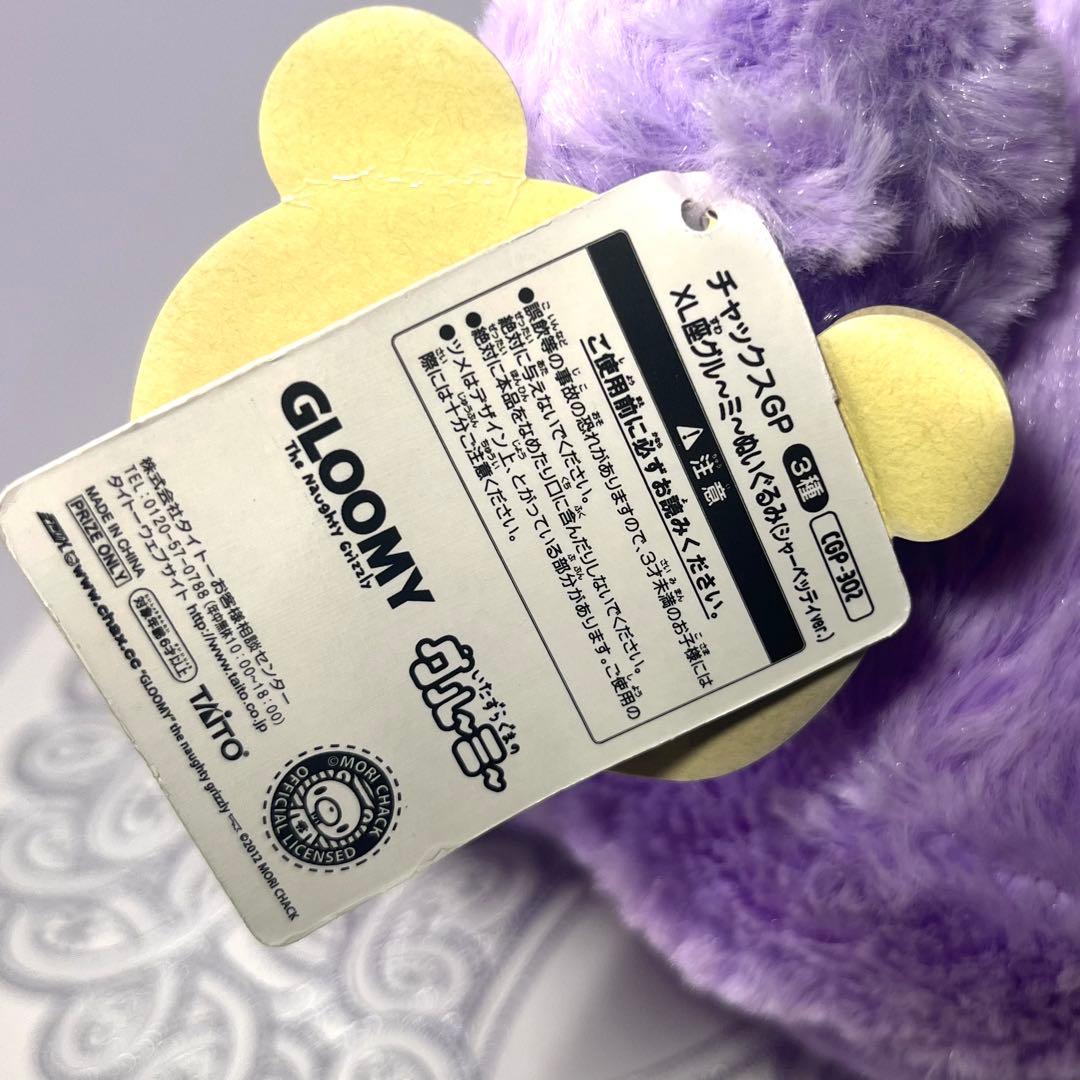 チャックスGP 3種 CGP-302
XL座グル～ミ～ぬいぐるみ(シャーベッティver.)
⚠注意
ご使用前に必ずお読みください。
●誤飲等の事故の恐れがありますので、3才未満のお子様には
絶対に与えないでください。
●絶対に本品をなめたり口に含んだりしないでください。
●ツメはデザイン上、とがっている部分があります。ご使用の
際には十分ご注意ください。
GLOOMY
The Naughty Grizzly
いたずらぐまの
グル～ミ～
株式会社タイトー お客様相談センター
TEL:0120-57-0788(年中無休10:00~18:00)
タイトーウェブサイト http://www.taito.co.jp
MADE IN CHINA
PRIZE ONLY
対象年齢6才以上
TAITO
©MORI CHACK
OFFICIAL LICENSED
@www.chax.cc "GLOOMY" the naughty grizzly ©2012 MORI CHACK